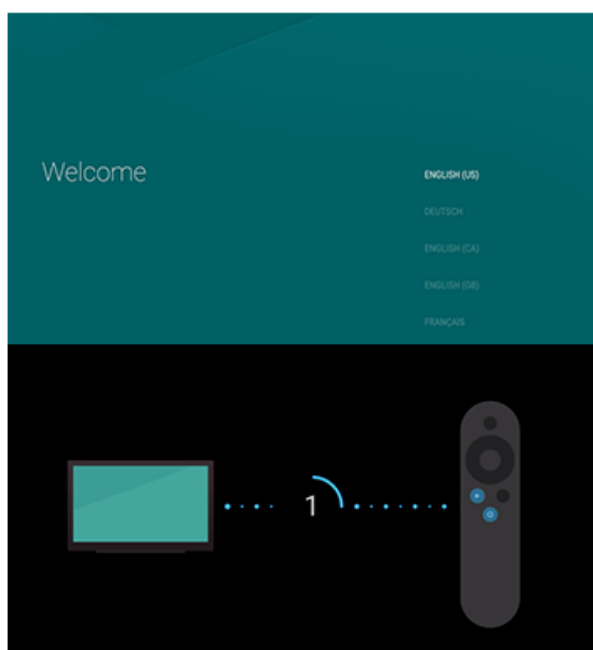 Welcome
ENGLISH (US)
DEUTSCH
ENGLISH (CA)
ENGLISH (GB)
FRANÇAIS
1